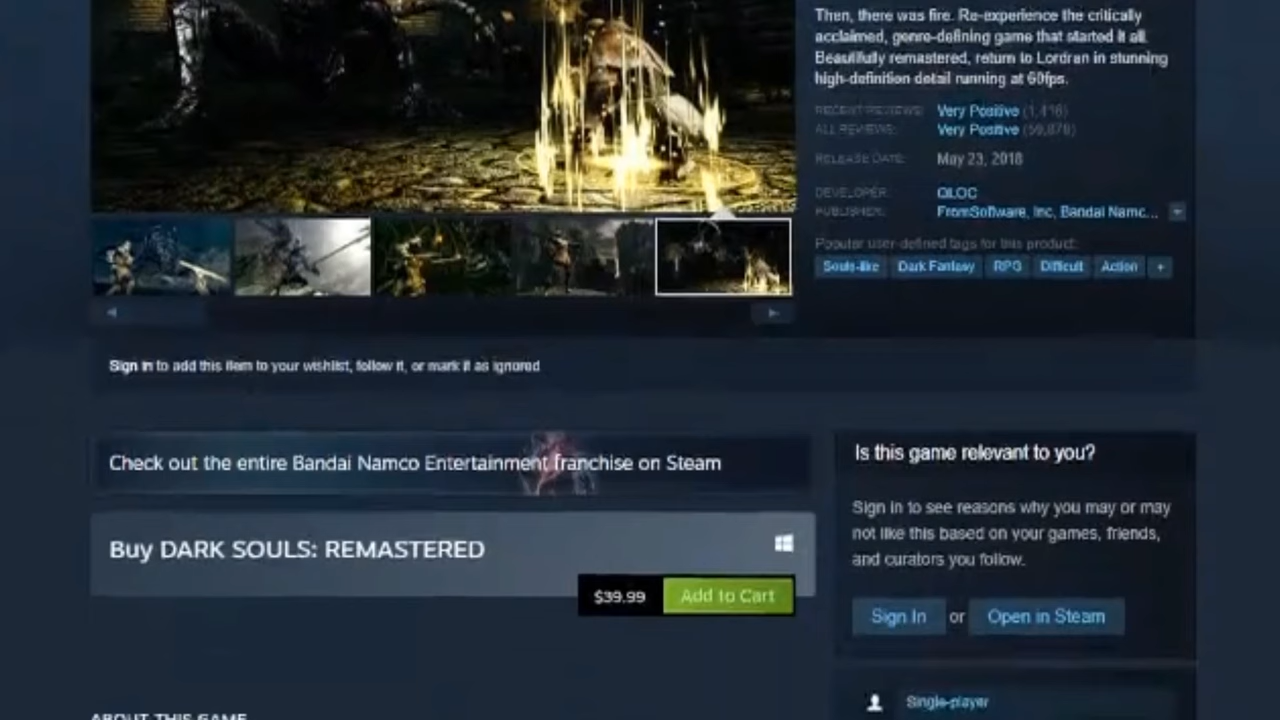 Then, there was fire. Re-experience the critically
acclaimed, genre-defining game that started it all.
Beautifully remastered, return to Lordran in stunning
high-definition detail running at 60fps.
RECENT REVIEWS: Very Positive (1,416)
ALL REVIEWS: Very Positive
RELEASE DATE: May 23, 2018
DEVELOPER: QLOC
PUBLISHER: FromSoftware, Inc, Bandai Namc...
Popular user-defined tags for this product:
Souls-like Dark Fantasy RPG Difficult Action +
Sign in to add this item to your wishlist, follow it, or mark it as ignored
Check out the entire Bandai Namco Entertainment franchise on Steam
Buy DARK SOULS: REMASTERED
$39.99 Add to Cart
Is this game relevant to you?
Sign in to see reasons why you may or may
not like this based on your games, friends,
and curators you follow.
Sign In or Open in Steam
Single-player
ABOUT THIS GAME